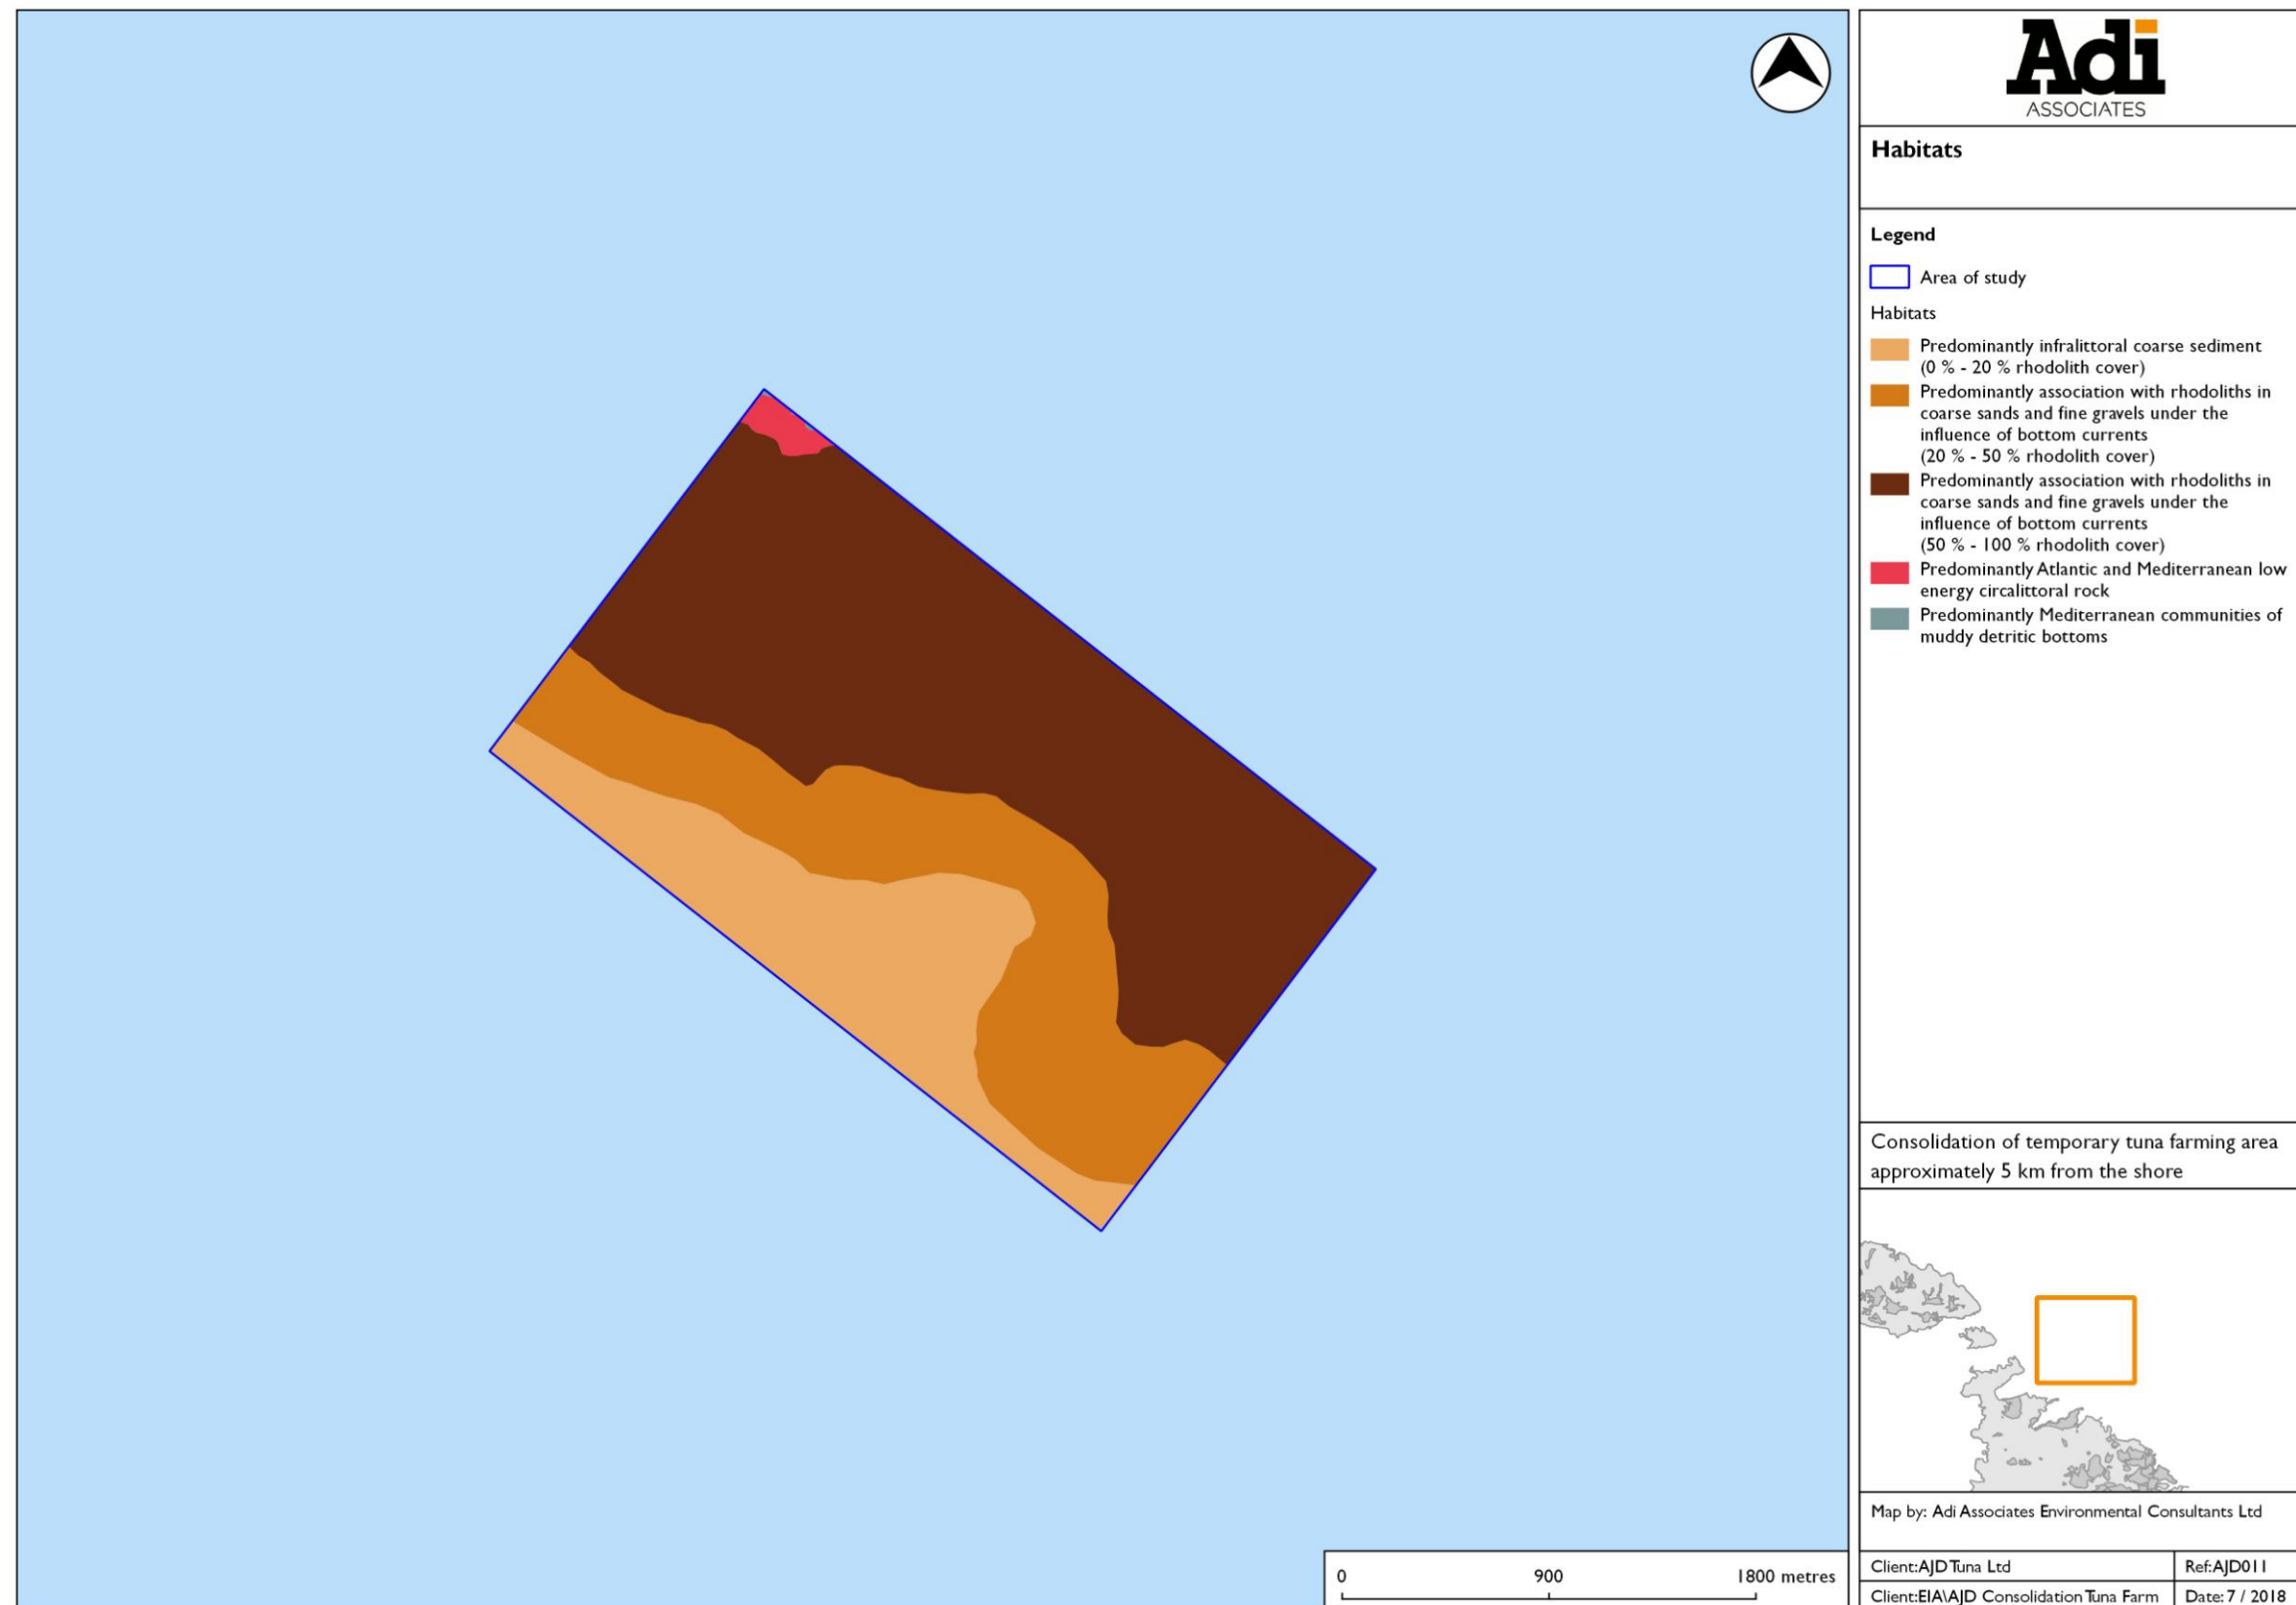 Adi
ASSOCIATES
Habitats
Legend
Area of study
Habitats
Predominantly infralittoral coarse sediment
(0 % - 20 % rhodolith cover)
Predominantly association with rhodoliths in
coarse sands and fine gravels under the
influence of bottom currents
(20 % - 50 % rhodolith cover)
Predominantly association with rhodoliths in
coarse sands and fine gravels under the
influence of bottom currents
(50 % - 100 % rhodolith cover)
Predominantly Atlantic and Mediterranean low
energy circalittoral rock
Predominantly Mediterranean communities of
muddy detritic bottoms
Consolidation of temporary tuna farming area
approximately 5 km from the shore
Map by: Adi Associates Environmental Consultants Ltd
Client:AJD Tuna Ltd Ref:AJD011
Client:EIA\AJD Consolidation Tuna Farm Date: 7 / 2018
0 900 1800 metres